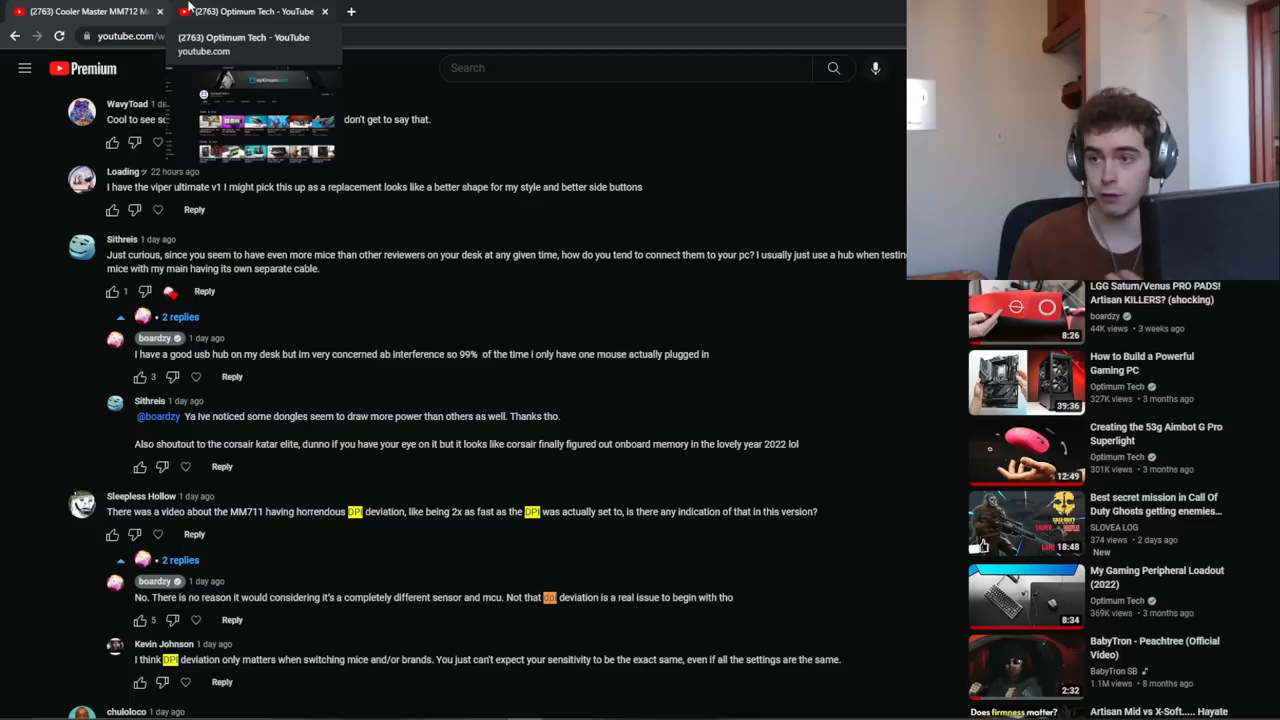 (2763) Cooler Master MM712 M
(2763) Optimum Tech - YouTube
youtube.com/w
(2763) Optimum Tech - YouTube
youtube.com
Premium
Search
WavyToad 1 da
Cool to see so
don't get to say that.
Loadingッ 22 hours ago
I have the viper ultimate v1 I might pick this up as a replacement looks like a better shape for my style and better side buttons
Reply
Sithreis 1 day ago
Just curious, since you seem to have even more mice than other reviewers on your desk at any given time, how do you tend to connect them to your pc? I usually just use a hub when testing
mice with my main having its own separate cable.
1 Reply
2 replies
boardzy 1 day ago
I have a good usb hub on my desk but im very concerned ab interference so 99% of the time i only have one mouse actually plugged in
3 Reply
Sithreis 1 day ago
@boardzy Ya Ive noticed some dongles seem to draw more power than others as well. Thanks tho.
Also shoutout to the corsair katar elite, dunno if you have your eye on it but it looks like corsair finally figured out onboard memory in the lovely year 2022 lol
Reply
Sleepless Hollow 1 day ago
There was a video about the MM711 having horrendous DPI deviation, like being 2x as fast as the DPI was actually set to, is there any indication of that in this version?
Reply
2 replies
boardzy 1 day ago
No. There is no reason it would considering it's a completely different sensor and mcu. Not that dpi deviation is a real issue to begin with tho
5 Reply
Kevin Johnson 1 day ago
I think DPI deviation only matters when switching mice and/or brands. You just can't expect your sensitivity to be the exact same, even if all the settings are the same.
Reply
chuloloco 1 day ago
LGG Saturn/Venus PRO PADS!
Artisan KILLERS? (shocking)
boardzy
44K views • 3 weeks ago
8:26
How to Build a Powerful
Gaming PC
Optimum Tech
327K views • 3 months ago
39:36
Creating the 53g Aimbot G Pro
Superlight
Optimum Tech
301K views • 3 months ago
12:49
Best secret mission in Call Of
Duty Ghosts getting enemies...
SLOVEA LOG
374 views • 2 days ago
New
18:48
My Gaming Peripheral Loadout
(2022)
Optimum Tech
369K views • 3 months ago
8:34
BabyTron - Peachtree (Official
Video)
BabyTron SB
1.1M views • 8 months ago
2:32
Does firmness matter?
Artisan Mid vs X-Soft..... Hayate